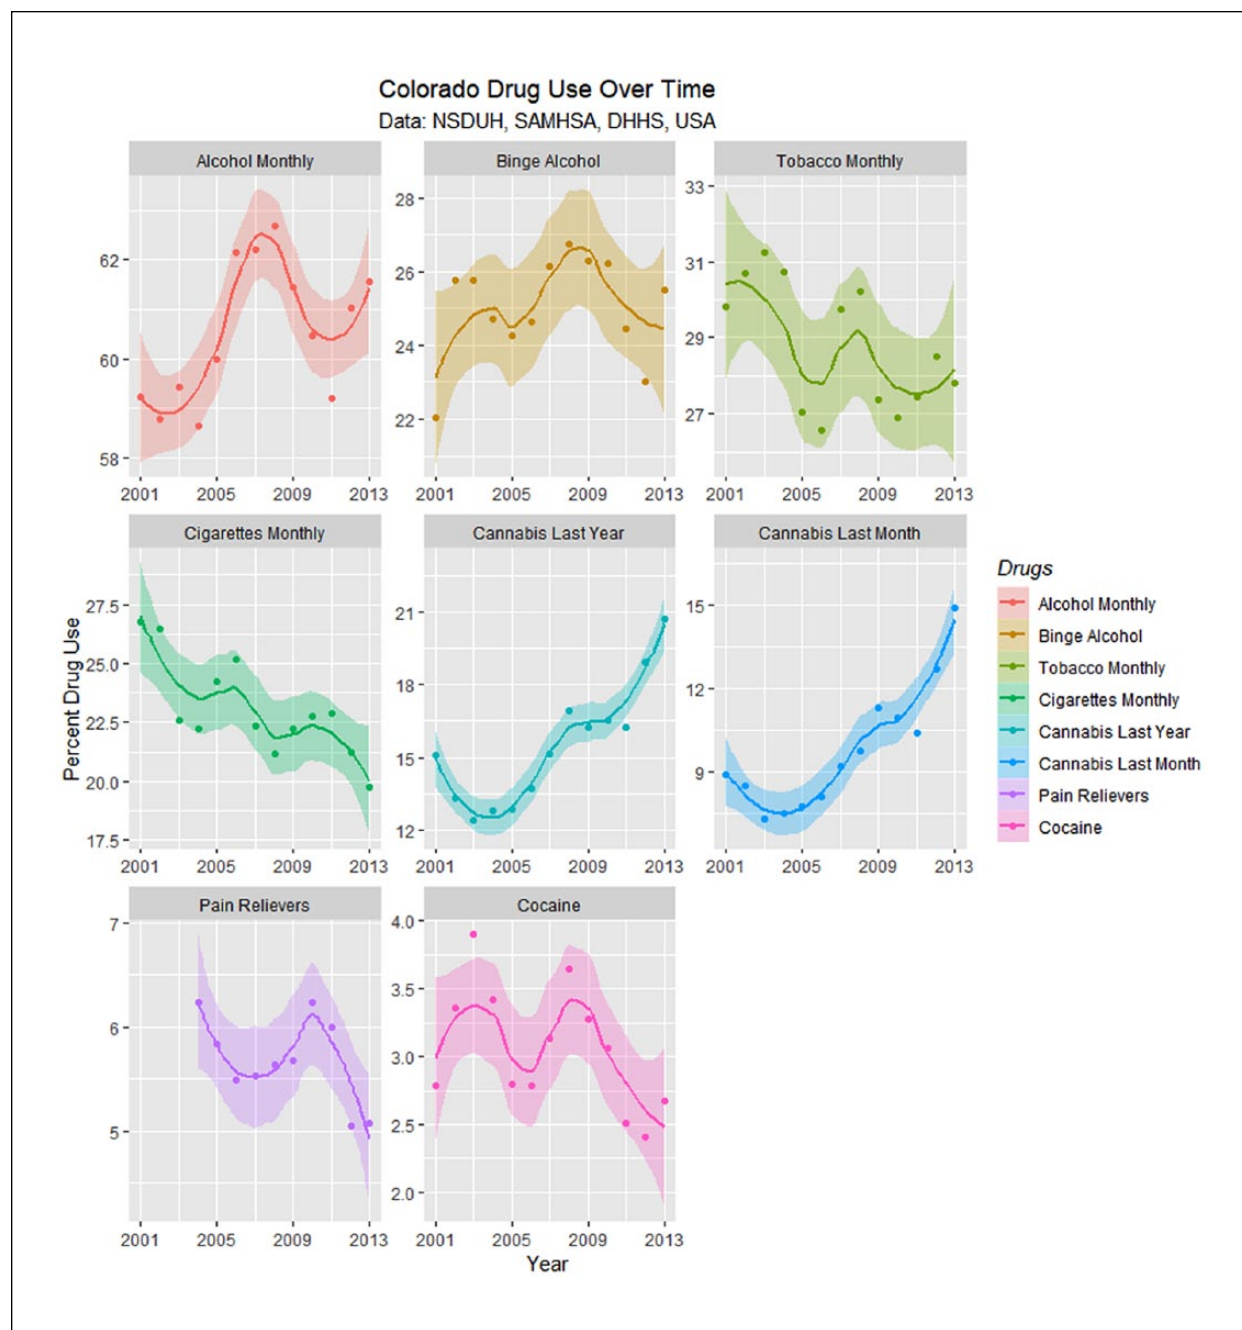 Colorado Drug Use Over Time
Data: NSDUH, SAMHSA, DHHS, USA
Alcohol Monthly
Binge Alcohol
Tobacco Monthly
62
60
58
2001 2005 2009 2013
28
26
24
22
2001 2005 2009 2013
33
31
29
27
2001 2005 2009 2013
Cigarettes Monthly
Cannabis Last Year
Cannabis Last Month
Percent Drug Use
27.5
25.0
22.5
20.0
17.5
2001 2005 2009 2013
21
18
15
12
2001 2005 2009 2013
15
12
9
2001 2005 2009 2013
Pain Relievers
Cocaine
7
6
5
2001 2005 2009 2013
4.0
3.5
3.0
2.5
2.0
2001 2005 2009 2013
Year
Drugs
Alcohol Monthly
Binge Alcohol
Tobacco Monthly
Cigarettes Monthly
Cannabis Last Year
Cannabis Last Month
Pain Relievers
Cocaine